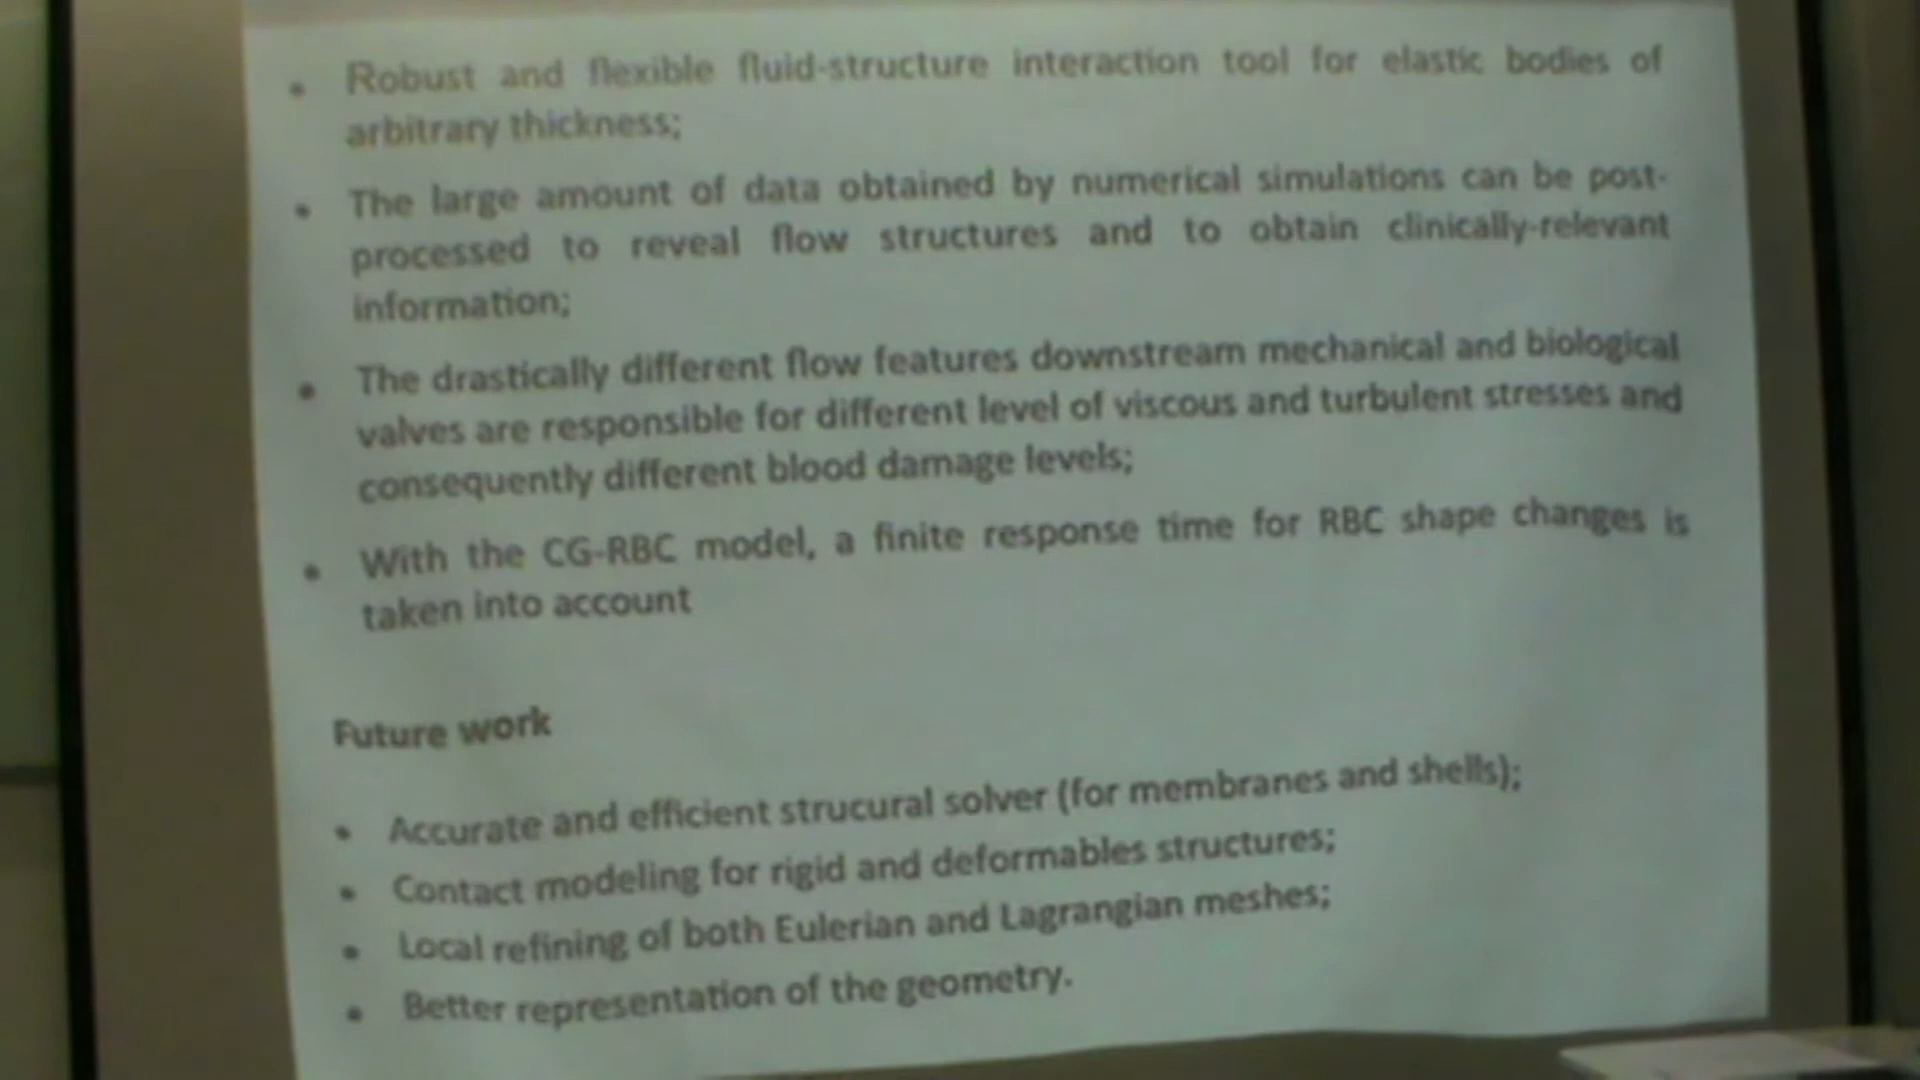 • Robust and flexible fluid-structure interaction tool for elastic bodies of
arbitrary thickness;
• The large amount of data obtained by numerical simulations can be post-
processed to reveal flow structures and to obtain clinically-relevant
information;
• The drastically different flow features downstream mechanical and biological
valves are responsible for different level of viscous and turbulent stresses and
consequently different blood damage levels;
• With the CG-RBC model, a finite response time for RBC shape changes is
taken into account
Future work
• Accurate and efficient strucural solver (for membranes and shells);
• Contact modeling for rigid and deformables structures;
• Local refining of both Eulerian and Lagrangian meshes;
• Better representation of the geometry.